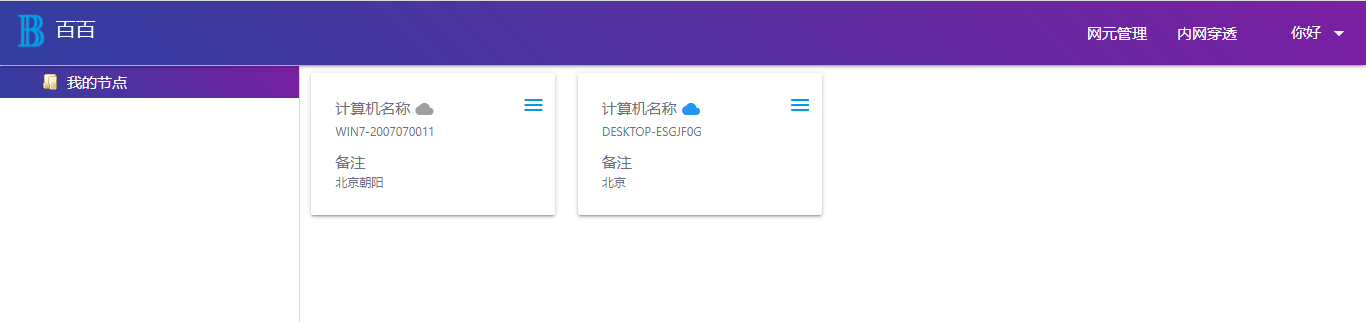 百百
网元管理
内网穿透
你好
我的节点
计算机名称
WIN7-2007070011
备注
北京朝阳
计算机名称
DESKTOP-ESGJF0G
备注
北京